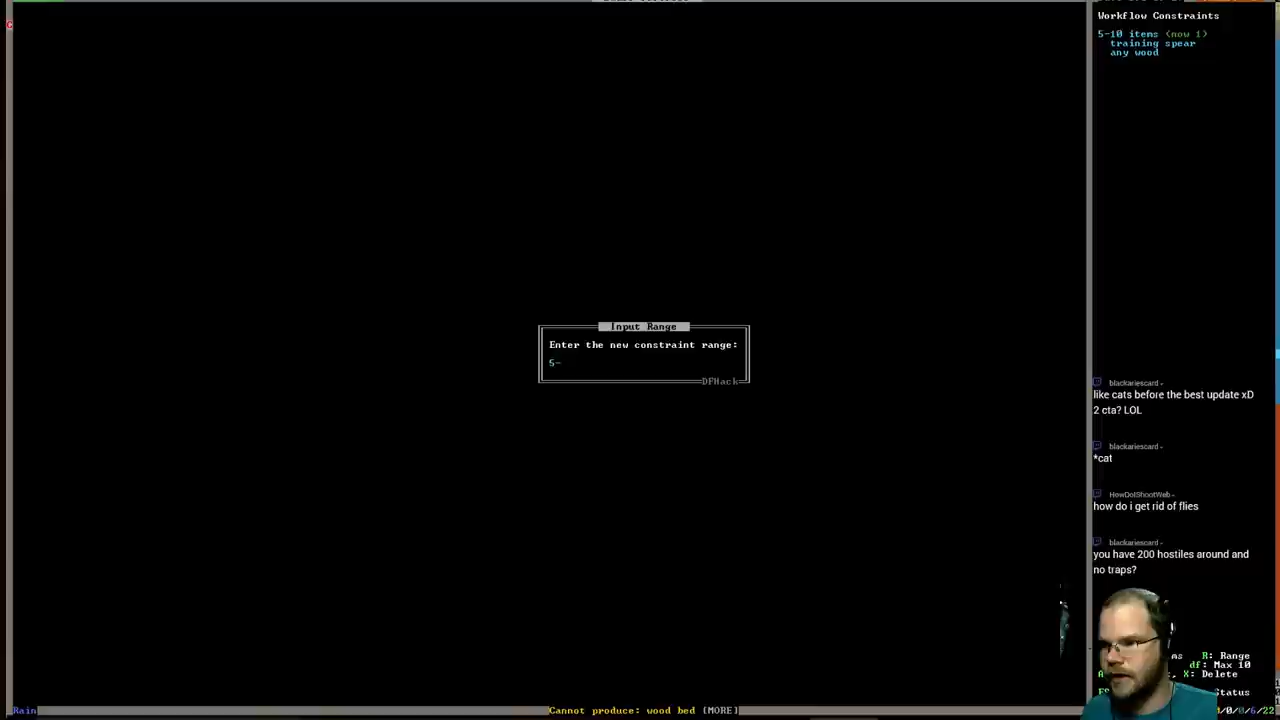 Workflow Constraints
5-10 items (now 1)
training spear
any wood
Input Range
Enter the new constraint range:
5-
DFHack
blackariescard -
like cats before the best update xD
2 cta? LOL
blackariescard -
*cat
HowDoIShootWeb -
how do i get rid of flies
blackariescard -
you have 200 hostiles around and
no traps?
R: Range
df: Max 10
X: Delete
Status
Rain
Cannot produce: wood bed (MORE)